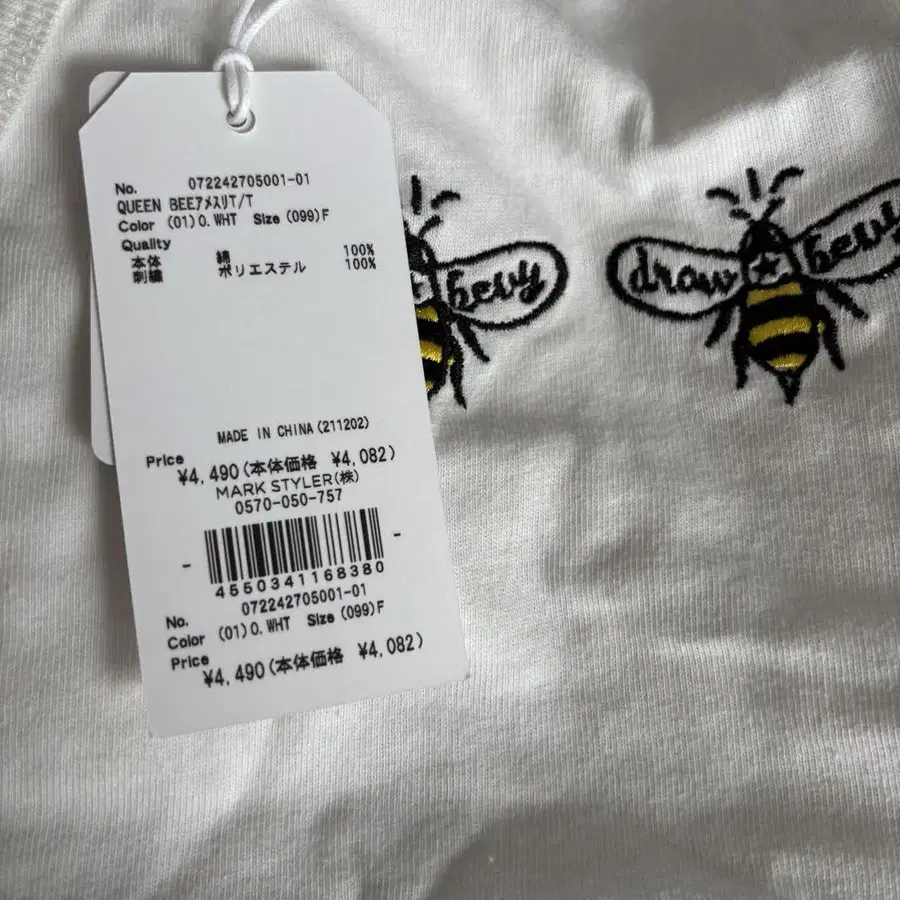 No. 072242705001-01
QUEEN BEEアメスリT/T
Color (01)O.WHT Size (099)F
Quality
本体 綿 100%
刺繍 ポリエステル 100%
MADE IN CHINA(211202)
Price
¥4,490(本体価格 ¥4,082)
MARK STYLER(株)
0570-050-757
4550341168380
072242705001-01
No.
Color (01)O.WHT Size (099)F
Price
¥4,490(本体価格 ¥4,082)
bevy
draw bevy